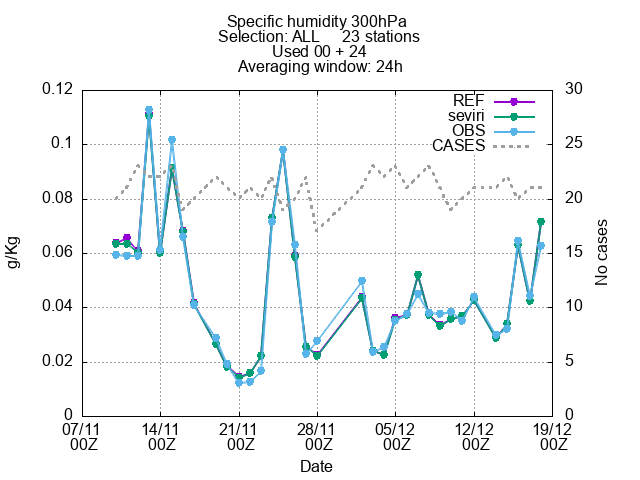 Specific humidity 300hPa
Selection: ALL     23 stations
Used 00 + 24
Averaging window: 24h
REF
seviri
OBS
CASES
0.12
0.1
0.08
0.06
0.04
0.02
0
30
25
20
15
10
5
0
g/Kg
No cases
07/11 14/11 21/11 28/11 05/12 12/12 19/12
00Z 00Z 00Z 00Z 00Z 00Z 00Z
Date